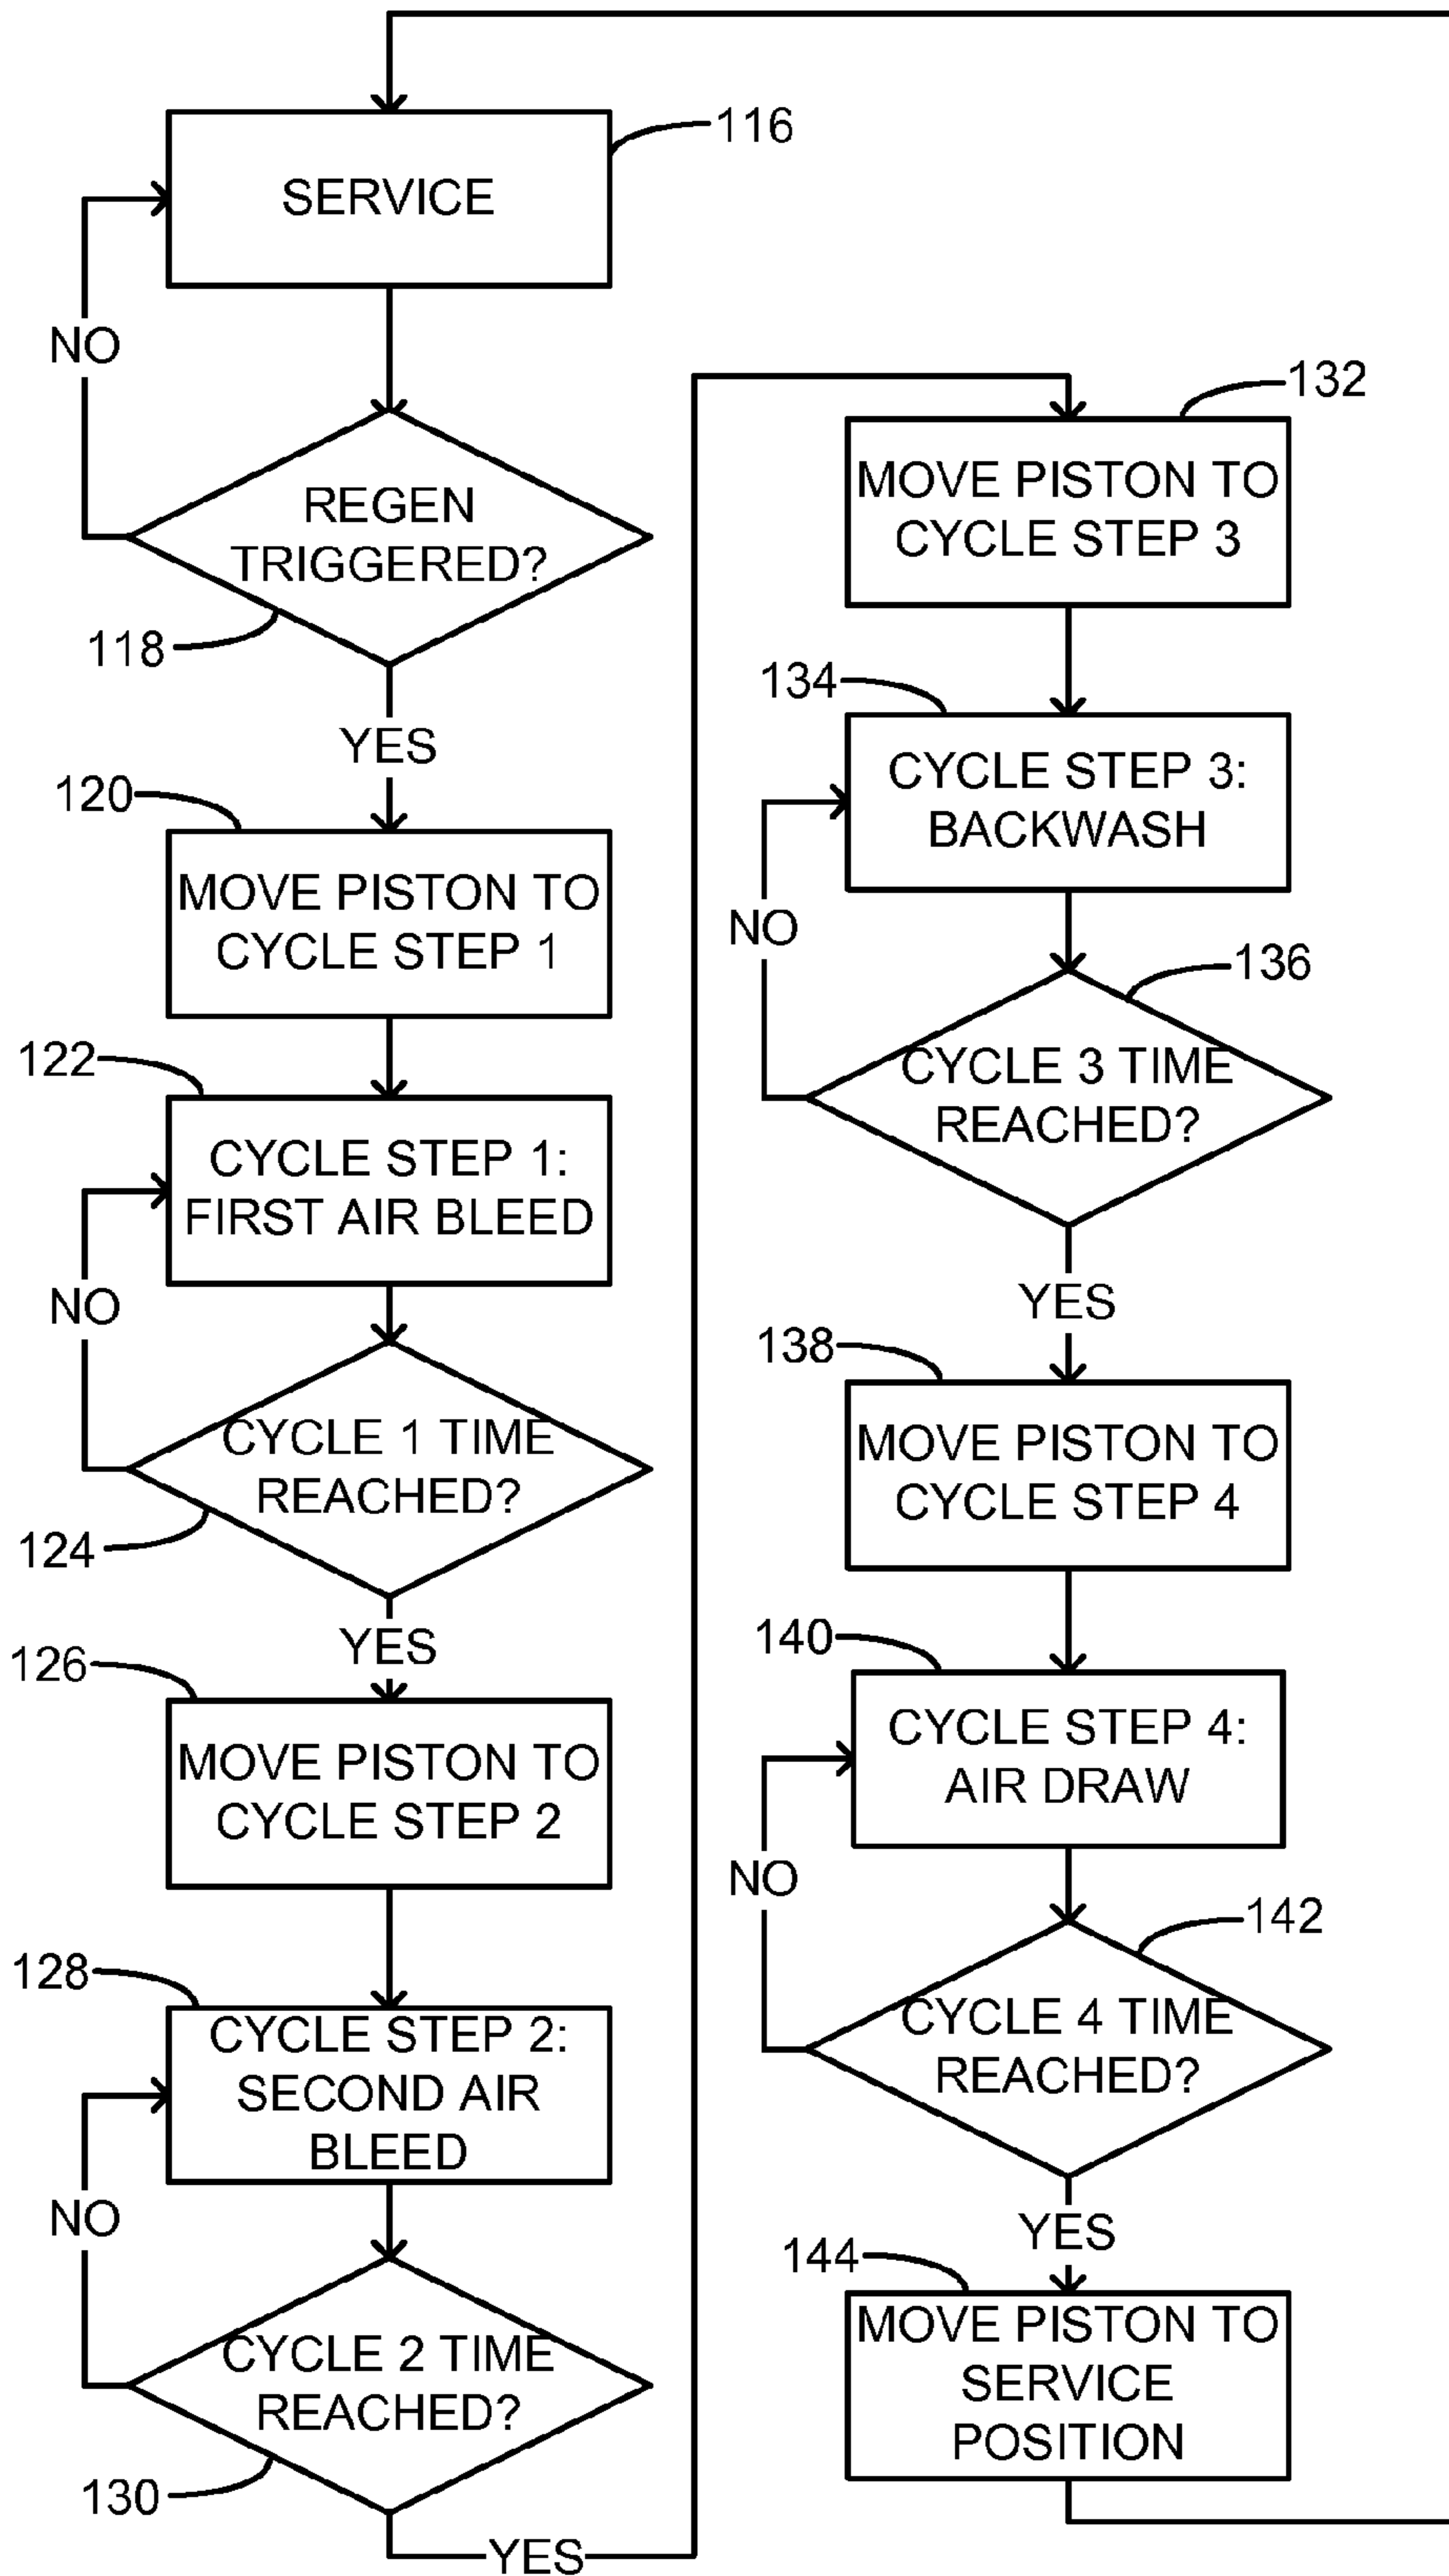 116
SERVICE
NO
REGEN
TRIGGERED?
118
YES
120
MOVE PISTON TO
CYCLE STEP 1
122
CYCLE STEP 1:
FIRST AIR BLEED
NO
CYCLE 1 TIME
REACHED?
124
YES
126
MOVE PISTON TO
CYCLE STEP 2
128
CYCLE STEP 2:
SECOND AIR
BLEED
NO
CYCLE 2 TIME
REACHED?
130
YES
132
MOVE PISTON TO
CYCLE STEP 3
134
CYCLE STEP 3:
BACKWASH
NO
136
CYCLE 3 TIME
REACHED?
YES
138
MOVE PISTON TO
CYCLE STEP 4
140
CYCLE STEP 4:
AIR DRAW
NO
142
CYCLE 4 TIME
REACHED?
YES
144
MOVE PISTON TO
SERVICE
POSITION